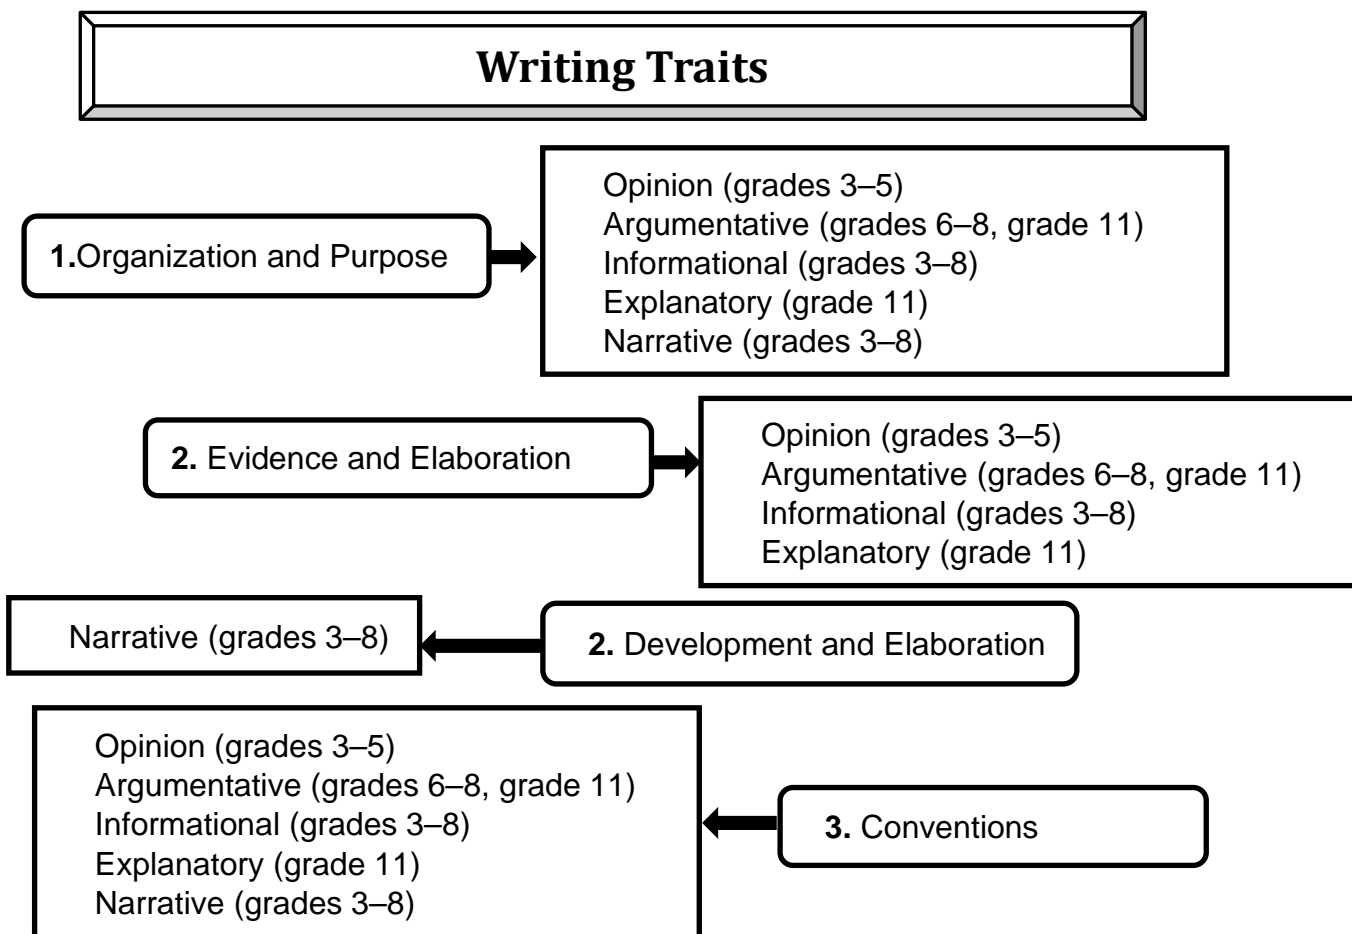 Writing Traits
1.Organization and Purpose
Opinion (grades 3–5)
Argumentative (grades 6–8, grade 11)
Informational (grades 3–8)
Explanatory (grade 11)
Narrative (grades 3–8)
2. Evidence and Elaboration
Opinion (grades 3–5)
Argumentative (grades 6–8, grade 11)
Informational (grades 3–8)
Explanatory (grade 11)
Narrative (grades 3–8)
2. Development and Elaboration
Opinion (grades 3–5)
Argumentative (grades 6–8, grade 11)
Informational (grades 3–8)
Explanatory (grade 11)
Narrative (grades 3–8)
3. Conventions